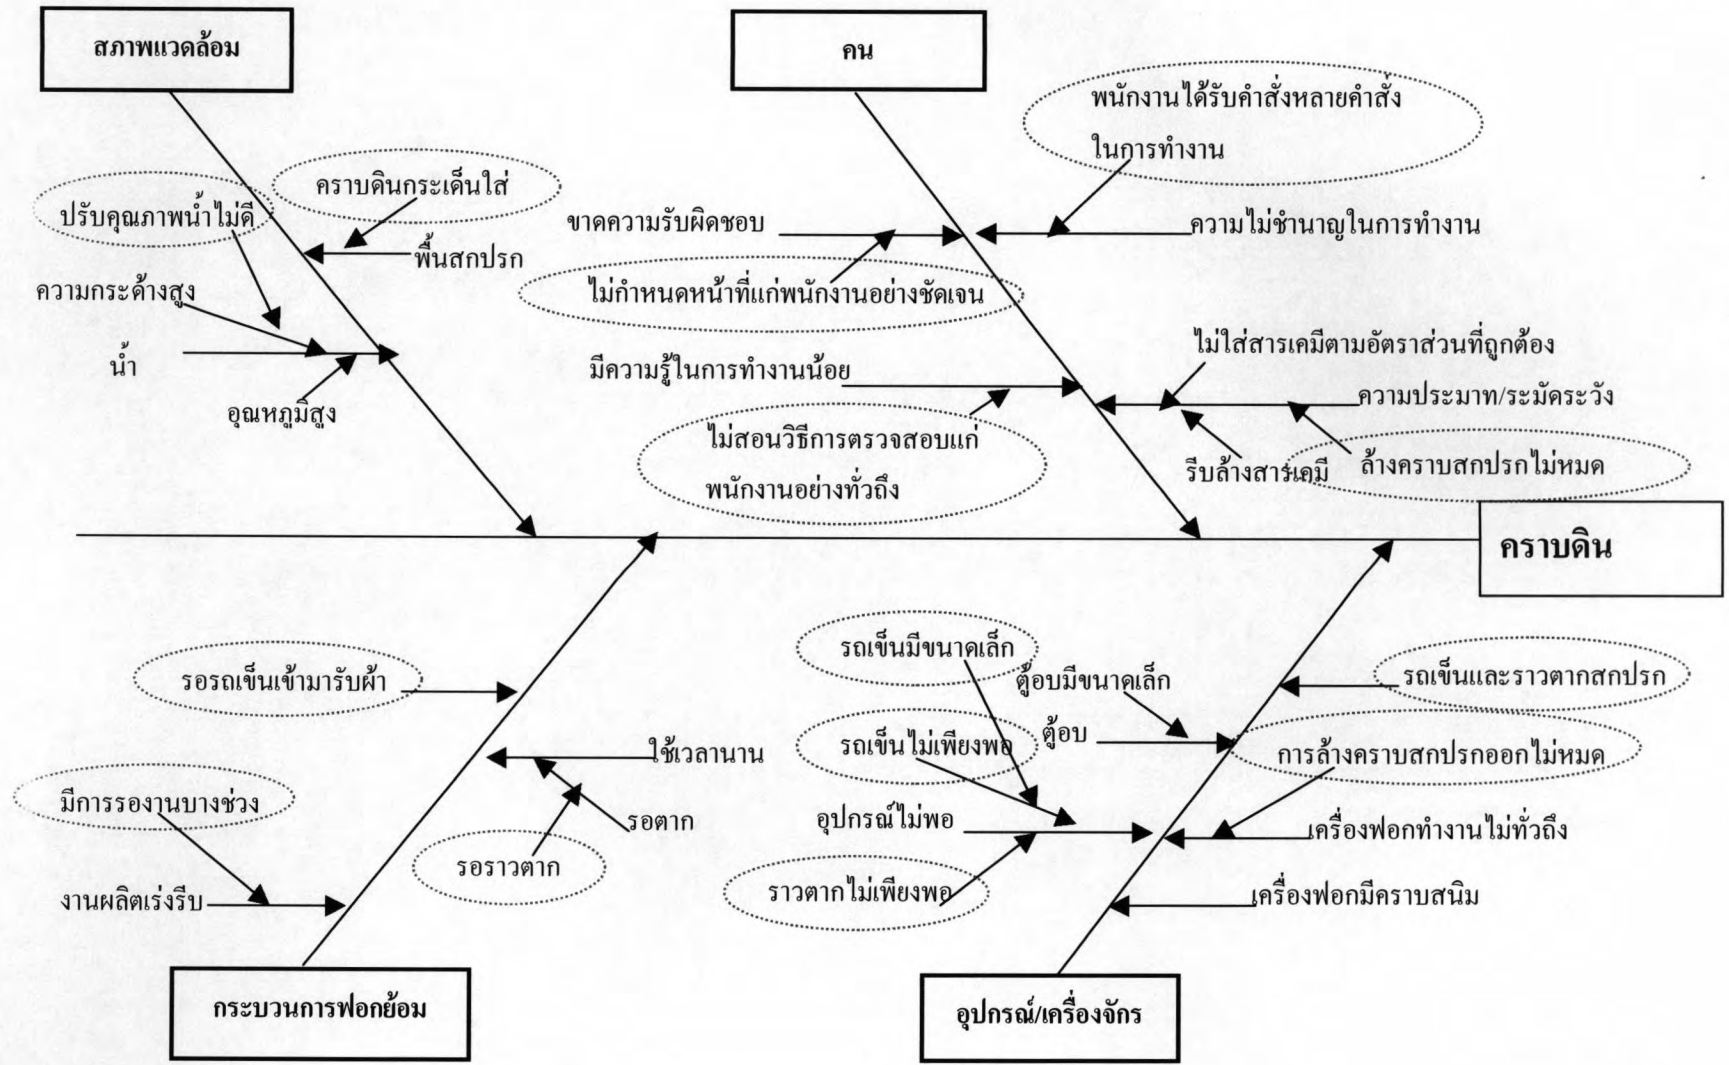 สภาพแวดล้อม
คน
พนักงานได้รับคำสั่งหลายคำสั่ง
ในการทำงาน
คราบดินกระเด็นใส่
ปรับคุณภาพน้ำไม่ดี
พื้นสกปรก
ขาดความรับผิดชอบ
ความไม่ชำนาญในการทำงาน
ความกระด้างสูง
ไม่กำหนดหน้าที่แก่พนักงานอย่างชัดเจน
น้ำ
อุณหภูมิสูง
มีความรู้ในการทำงานน้อย
ไม่ใส่สารเคมีตามอัตราส่วนที่ถูกต้อง
ความประมาท/ระมัดระวัง
ไม่สอนวิธีการตรวจสอบแก่
พนักงานอย่างทั่วถึง
รีบล้างสารเคมี
ล้างคราบสกปรกไม่หมด
คราบดิน
รอรถเข็นเข้ามารับผ้า
รถเข็นมีขนาดเล็ก
ตู้อบมีขนาดเล็ก
รถเข็นและราวตากสกปรก
ใช้เวลานาน
รถเข็นไม่เพียงพอ
ตู้อบ
การล้างคราบสกปรกออกไม่หมด
มีการรองานบางช่วง
รอตาก
อุปกรณ์ไม่พอ
เครื่องฟอกทำงานไม่ทั่วถึง
รอราวตาก
ราวตากไม่เพียงพอ
งานผลิตเร่งรีบ
เครื่องฟอกมีคราบสนิม
กระบวนการฟอกย้อม
อุปกรณ์/เครื่องจักร